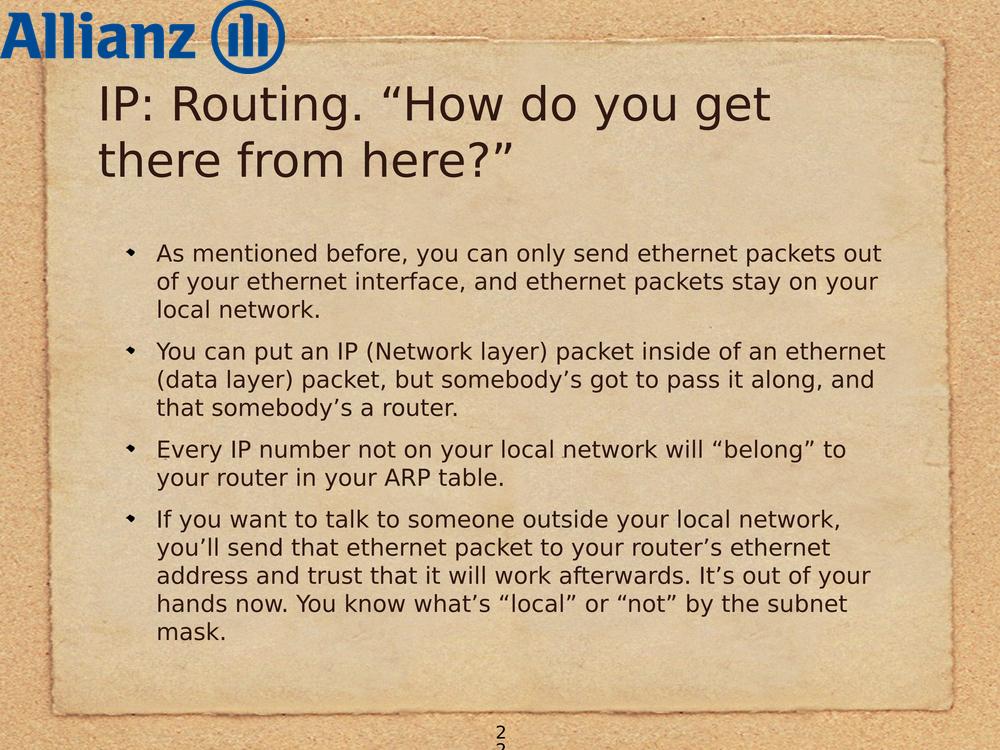 Allianz
IP: Routing. “How do you get
there from here?”
As mentioned before, you can only send ethernet packets out
of your ethernet interface, and ethernet packets stay on your
local network.
You can put an IP (Network layer) packet inside of an ethernet
(data layer) packet, but somebody’s got to pass it along, and
that somebody’s a router.
Every IP number not on your local network will “belong” to
your router in your ARP table.
If you want to talk to someone outside your local network,
you’ll send that ethernet packet to your router’s ethernet
address and trust that it will work afterwards. It’s out of your
hands now. You know what’s “local” or “not” by the subnet
mask.
2